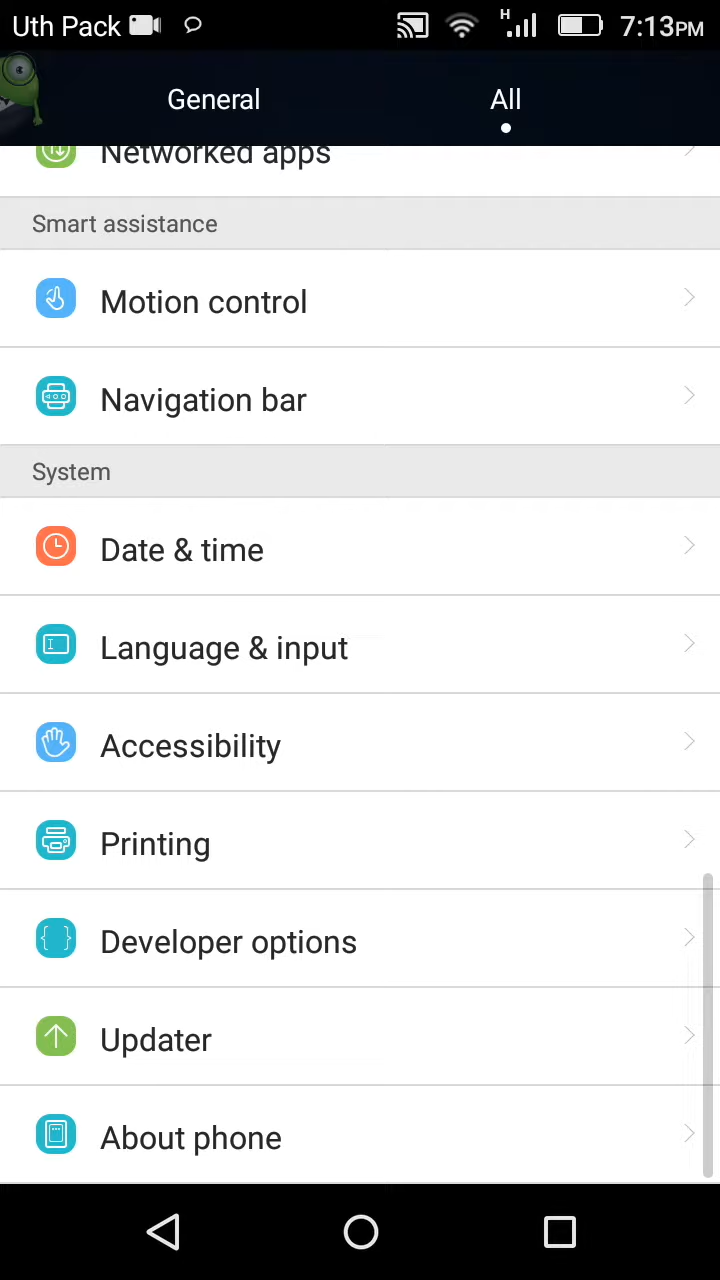 Uth Pack H 7:13PM
General All
Networked apps
Smart assistance
Motion control
Navigation bar
System
Date & time
Language & input
Accessibility
Printing
Developer options
Updater
About phone